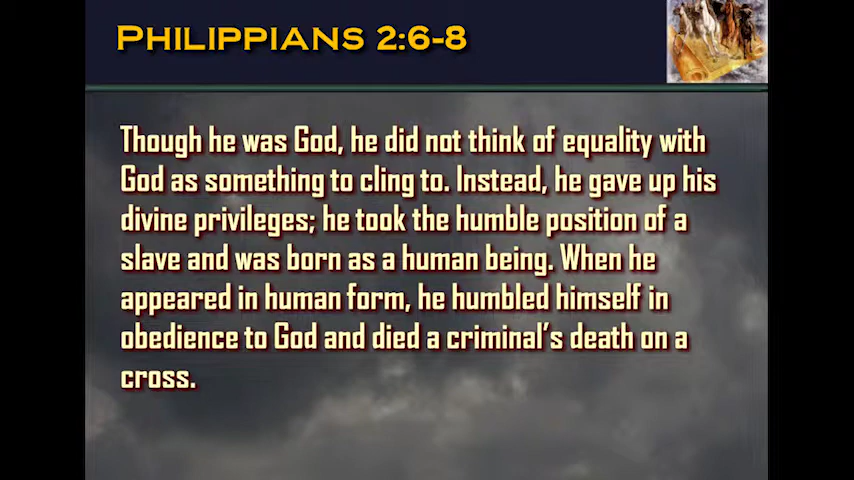 PHILIPPIANS 2:6-8
Though he was God, he did not think of equality with
God as something to cling to. Instead, he gave up his
divine privileges; he took the humble position of a
slave and was born as a human being. When he
appeared in human form, he humbled himself in
obedience to God and died a criminal's death on a
cross.